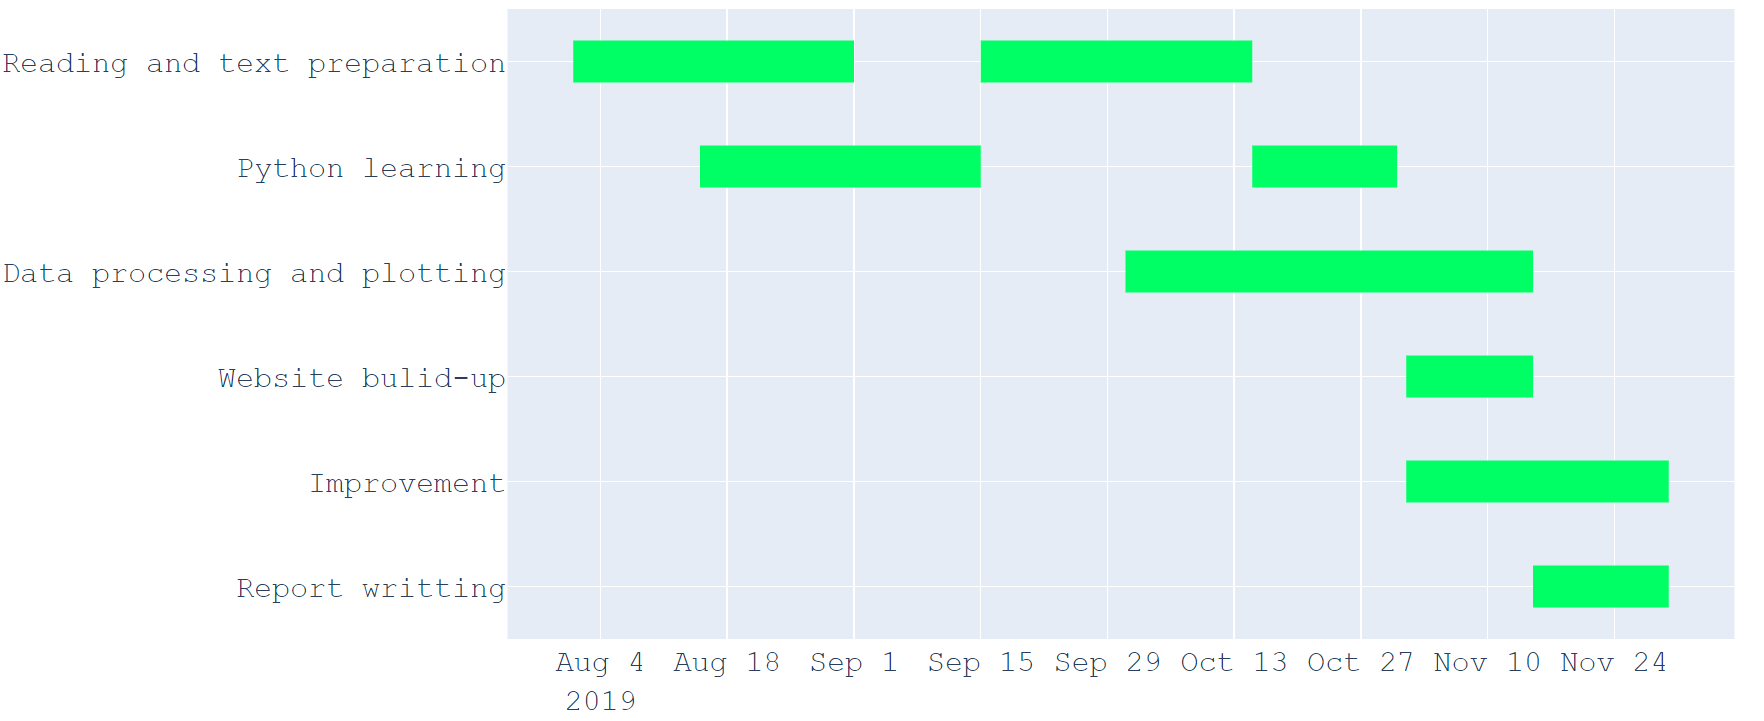 Reading and text preparation
Python learning
Data processing and plotting
Website bulid-up
Improvement
Report writting
Aug 4 Aug 18 Sep 1 Sep 15 Sep 29 Oct 13 Oct 27 Nov 10 Nov 24
2019